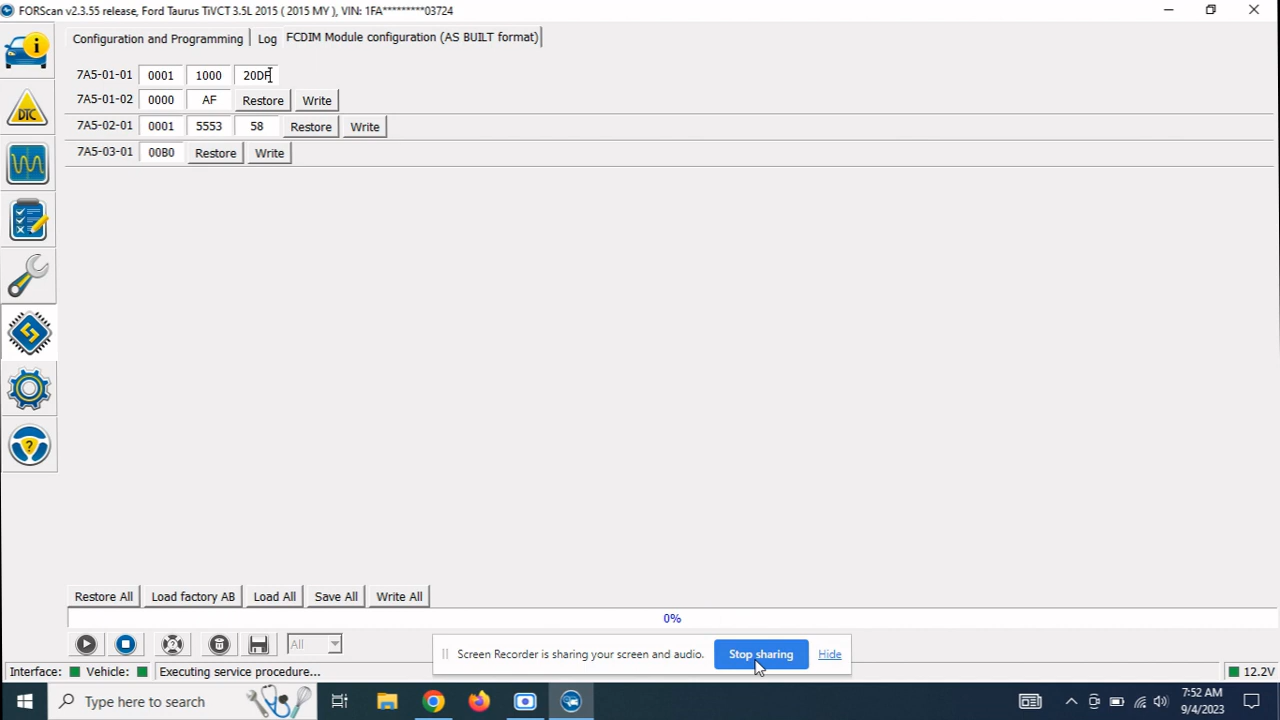 FORScan v2.3.55 release, Ford Taurus TiVCT 3.5L 2015 ( 2015 MY ), VIN: 1FA*********03724
Configuration and Programming Log FCDIM Module configuration (AS BUILT format)
DTC
7A5-01-01 0001 1000 20DF
7A5-01-02 0000 AF Restore Write
7A5-02-01 0001 5553 58 Restore Write
7A5-03-01 00B0 Restore Write
Restore All Load factory AB Load All Save All Write All
0%
All
Screen Recorder is sharing your screen and audio. Stop sharing Hide
Interface: Vehicle: Executing service procedure... 12.2V
Type here to search
7:52 AM
9/4/2023